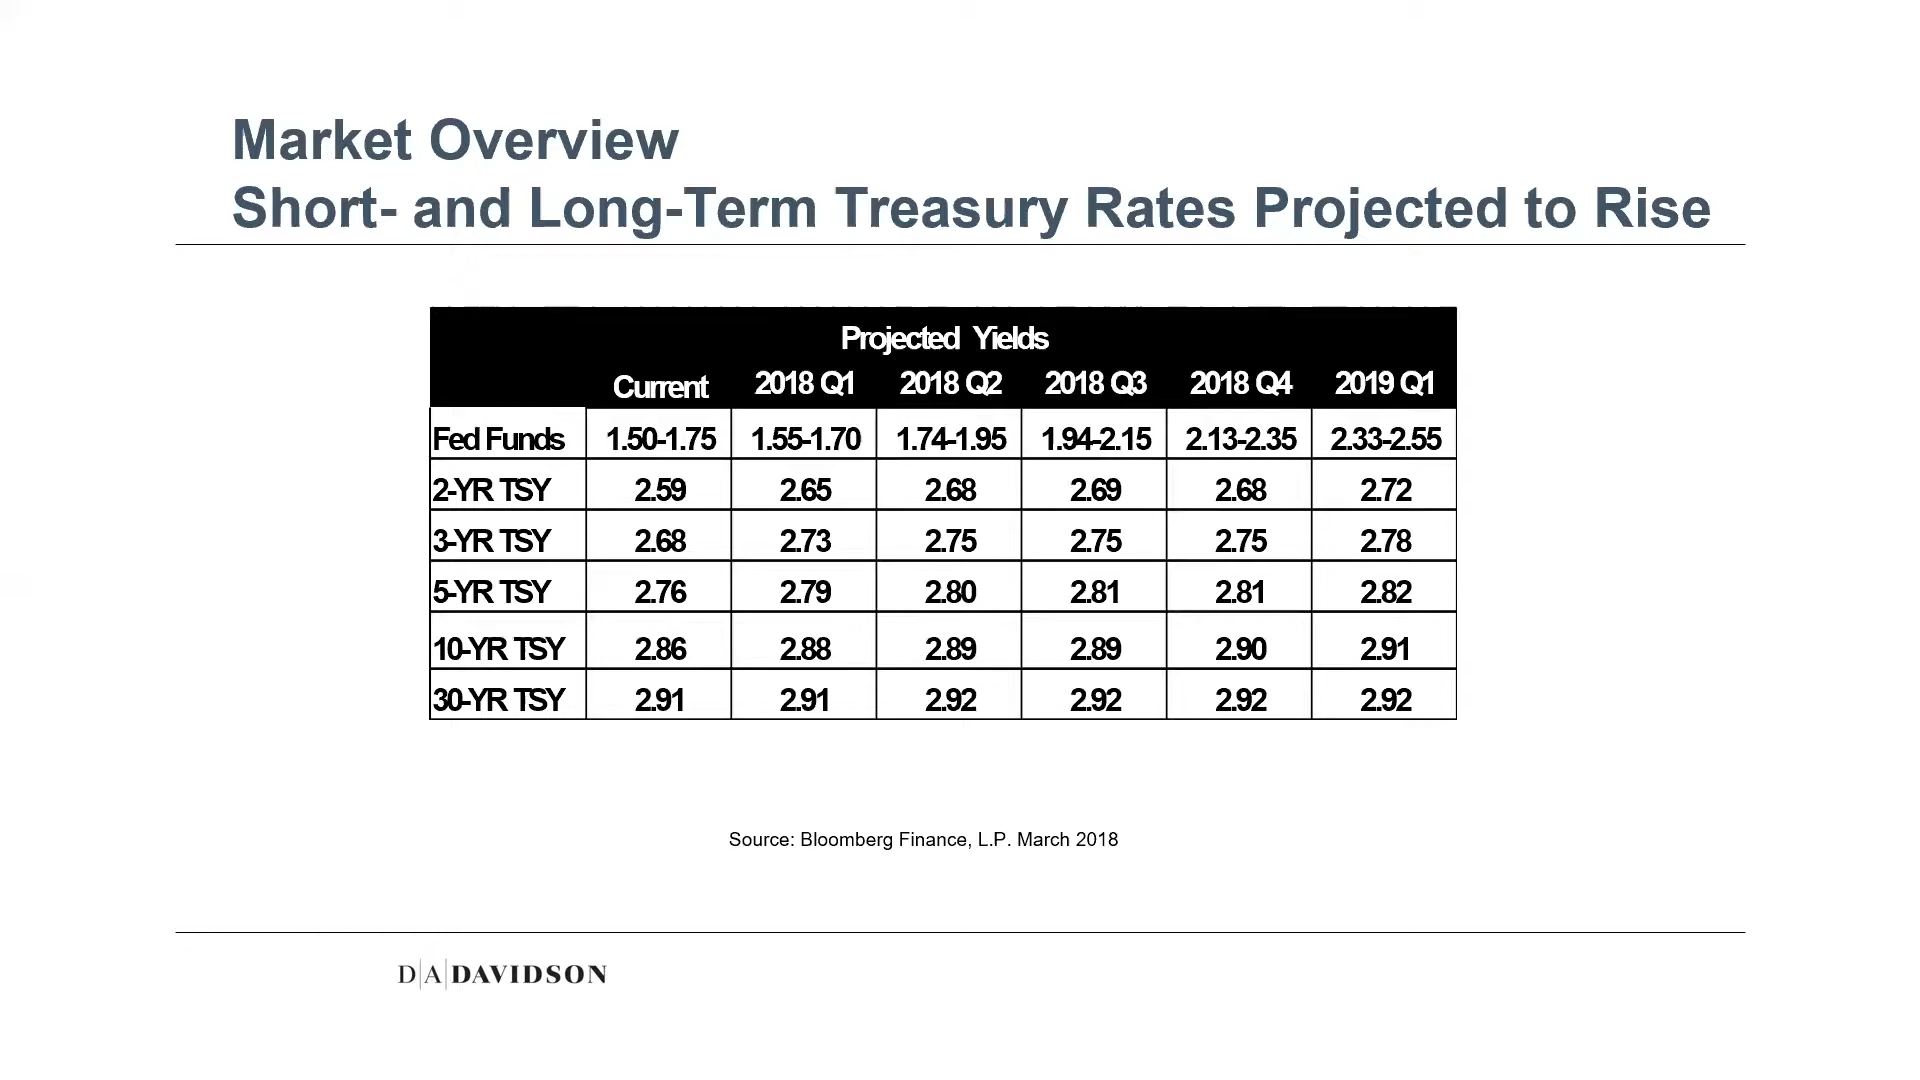 Market Overview
Short- and Long-Term Treasury Rates Projected to Rise
Projected Yields
Current 2018 Q1 2018 Q2 2018 Q3 2018 Q4 2019 Q1
Fed Funds 1.50-1.75 1.55-1.70 1.74-1.95 1.94-2.15 2.13-2.35 2.33-2.55
2-YR TSY 2.59 2.65 2.68 2.69 2.68 2.72
3-YR TSY 2.68 2.73 2.75 2.75 2.75 2.78
5-YR TSY 2.76 2.79 2.80 2.81 2.81 2.82
10-YR TSY 2.86 2.88 2.89 2.89 2.90 2.91
30-YR TSY 2.91 2.91 2.92 2.92 2.92 2.92
Source: Bloomberg Finance, L.P. March 2018
D|A|DAVIDSON